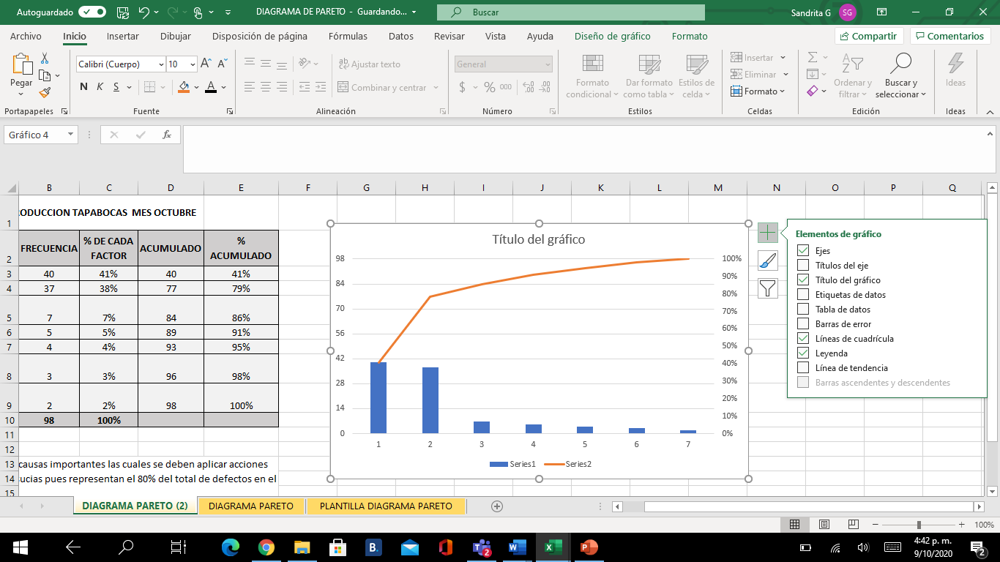 Autoguardado
DIAGRAMA DE PARETO - Guardando...
Buscar
Sandrita G
SG
Archivo Inicio Insertar Dibujar Disposición de página Fórmulas Datos Revisar Vista Ayuda Diseño de gráfico Formato
Compartir Comentarios
Pegar
Calibri (Cuerpo) 10
N K S
Ajustar texto
Combinar y centrar
General
$ % 000
Formato condicional
Dar formato como tabla
Estilos de celda
Insertar
Eliminar
Formato
Ordenar y filtrar
Buscar y seleccionar
Ideas
Portapapeles Fuente Alineación Número Estilos Celdas Edición Ideas
Gráfico 4
fx
B C D E F G H I J K L M N O P Q
1 RODUCCION TAPABOCAS MES OCTUBRE
2 FRECUENCIA % DE CADA FACTOR ACUMULADO % ACUMULADO
3 40 41% 40 41%
4 37 38% 77 79%
5 7 7% 84 86%
6 5 5% 89 91%
7 4 4% 93 95%
8 3 3% 96 98%
9 2 2% 98 100%
10 98 100%
11
12
13 causas importantes las cuales se deben aplicar acciones
14 sucias pues representan el 80% del total de defectos en el
15
Título del gráfico
98
84
70
56
42
28
14
0
100%
90%
80%
70%
60%
50%
40%
30%
20%
10%
0%
1 2 3 4 5 6 7
Series1 Series2
Elementos de gráfico
Ejes
Títulos del eje
Título del gráfico
Etiquetas de datos
Tabla de datos
Barras de error
Líneas de cuadrícula
Leyenda
Línea de tendencia
Barras ascendentes y descendentes
DIAGRAMA PARETO (2) DIAGRAMA PARETO PLANTILLA DIAGRAMA PARETO
100%
4:42 p. m.
9/10/2020
2